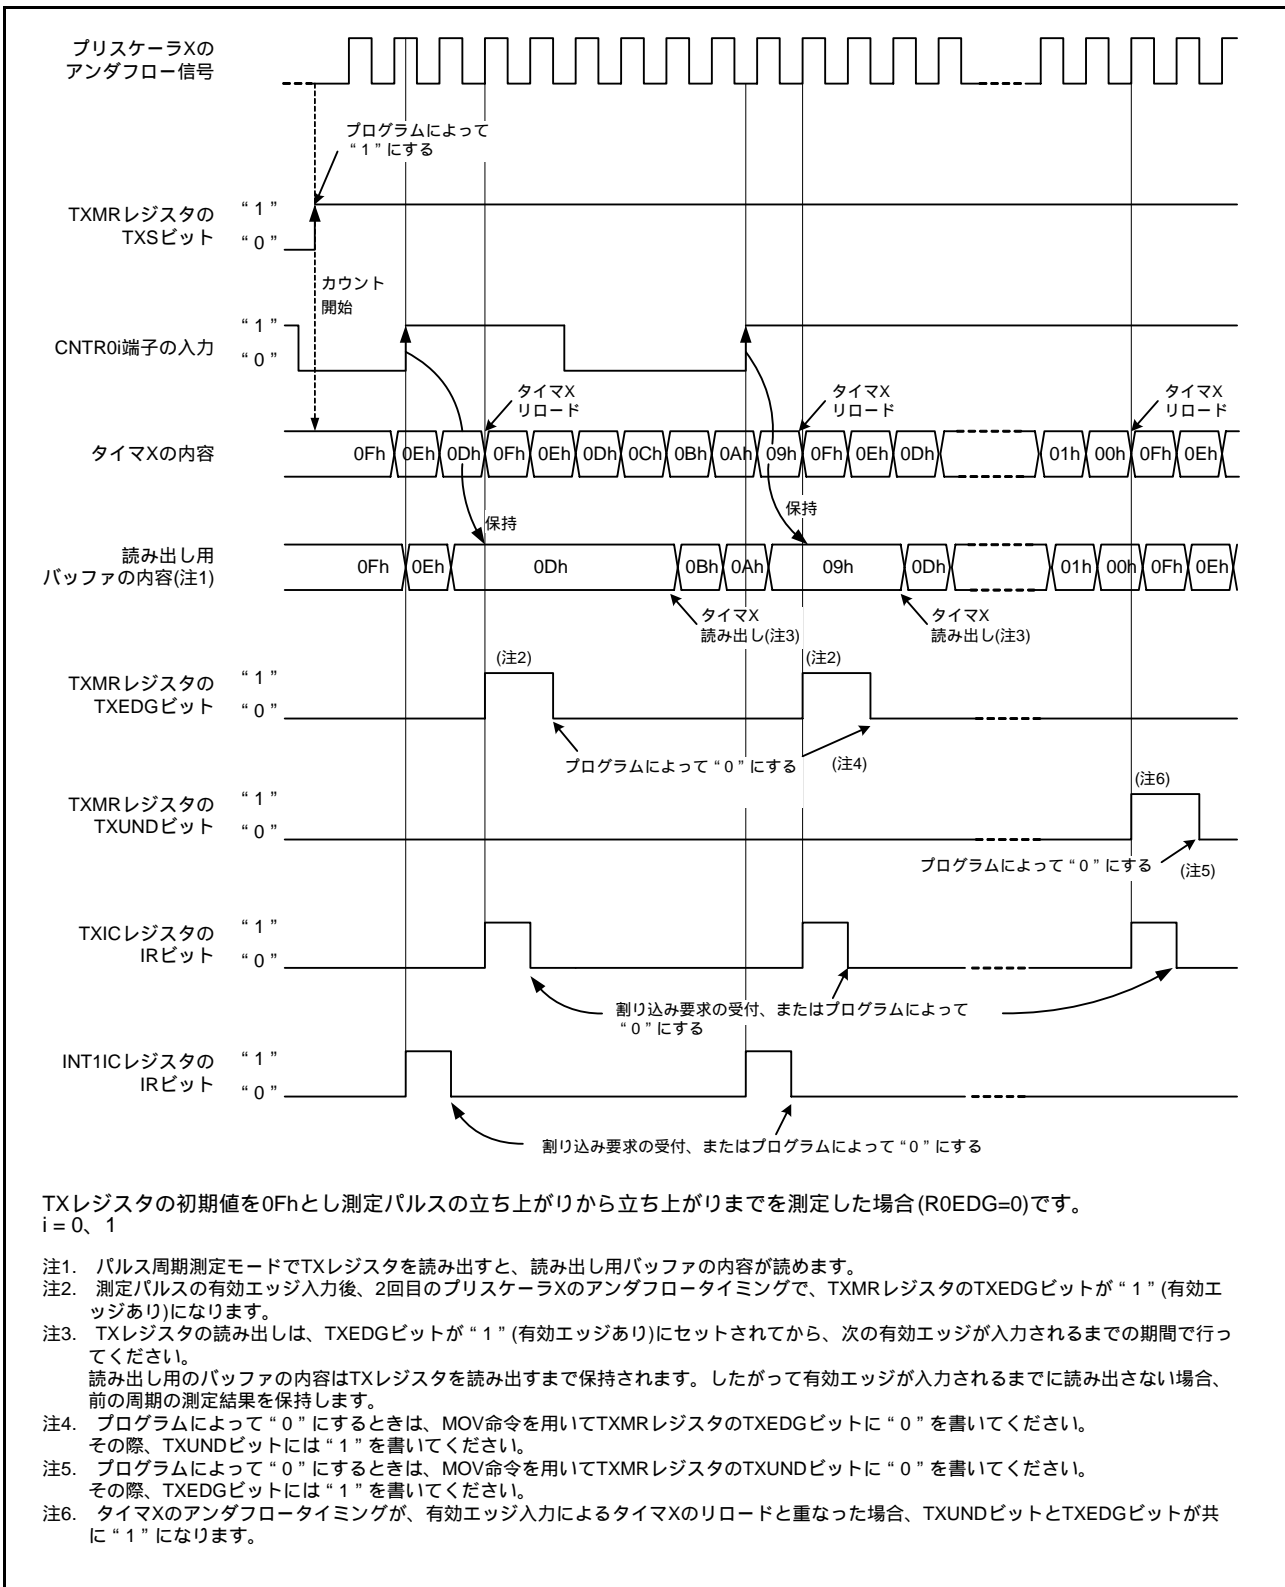 プリスケーラXの
アンダフロー信号
プログラムによって
“ 1 ” にする
TXMRレジスタの
TXSビット
“ 1 ”
“ 0 ”
カウント
開始
CNTR0i端子の入力
“ 1 ”
“ 0 ”
タイマX
リロード
タイマX
リロード
タイマX
リロード
タイマXの内容
0Fh 0Eh 0Dh 0Fh 0Eh 0Dh 0Ch 0Bh 0Ah 09h 0Fh 0Eh 0Dh 01h 00h 0Fh 0Eh
保持
保持
読み出し用
バッファの内容(注1)
0Fh 0Eh 0Dh 0Bh 0Ah 09h 0Dh 01h 00h 0Fh 0Eh
タイマX
読み出し(注3)
タイマX
読み出し(注3)
(注2)
(注2)
TXMRレジスタの
TXEDGビット
“ 1 ”
“ 0 ”
プログラムによって “ 0 ” にする
(注4)
(注6)
TXMRレジスタの
TXUNDビット
“ 1 ”
“ 0 ”
プログラムによって “ 0 ” にする
(注5)
TXICレジスタの
IRビット
“ 1 ”
“ 0 ”
割り込み要求の受付、またはプログラムによって
“ 0 ” にする
INT1ICレジスタの
IRビット
“ 1 ”
“ 0 ”
割り込み要求の受付、またはプログラムによって “ 0 ” にする
TXレジスタの初期値を0Fhとし測定パルスの立ち上がりから立ち上がりまでを測定した場合(R0EDG=0)です。
i = 0、1
注1. パルス周期測定モードでTXレジスタを読み出すと、読み出し用バッファの内容が読めます。
注2. 測定パルスの有効エッジ入力後、2回目のプリスケーラXのアンダフロータイミングで、TXMRレジスタのTXEDGビットが “ 1 ” (有効エ
ッジあり)になります。
注3. TXレジスタの読み出しは、TXEDGビットが “ 1 ” (有効エッジあり)にセットされてから、次の有効エッジが入力されるまでの期間で行っ
てください。
読み出し用のバッファの内容はTXレジスタを読み出すまで保持されます。したがって有効エッジが入力されるまでに読み出さない場合、
前の周期の測定結果を保持します。
注4. プログラムによって “ 0 ” にするときは、MOV命令を用いてTXMRレジスタのTXEDGビットに “ 0 ” を書いてください。
その際、TXUNDビットには “ 1 ” を書いてください。
注5. プログラムによって “ 0 ” にするときは、MOV命令を用いてTXMRレジスタのTXUNDビットに “ 0 ” を書いてください。
その際、TXEDGビットには “ 1 ” を書いてください。
注6. タイマXのアンダフロータイミングが、有効エッジ入力によるタイマXのリロードと重なった場合、TXUNDビットとTXEDGビットが共
に “ 1 ” になります。